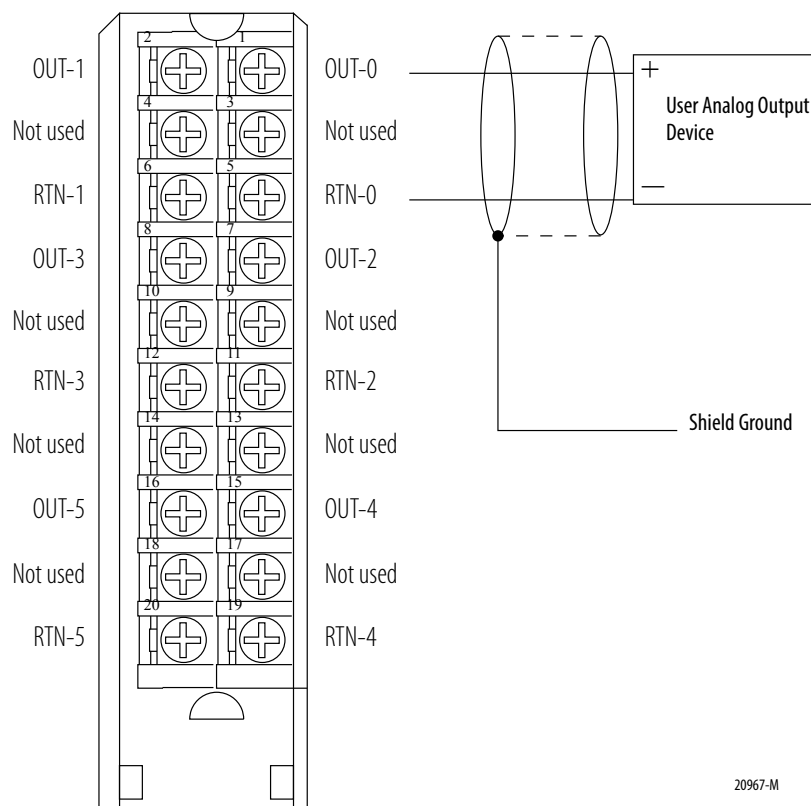 2 1
OUT-1 OUT-0
4 3
Not used Not used
6 5
RTN-1 RTN-0
8 7
OUT-3 OUT-2
10 9
Not used Not used
12 11
RTN-3 RTN-2
14 13
Not used Not used
16 15
OUT-5 OUT-4
18 17
Not used Not used
20 19
RTN-5 RTN-4
+
User Analog Output
Device
—
Shield Ground
20967-M